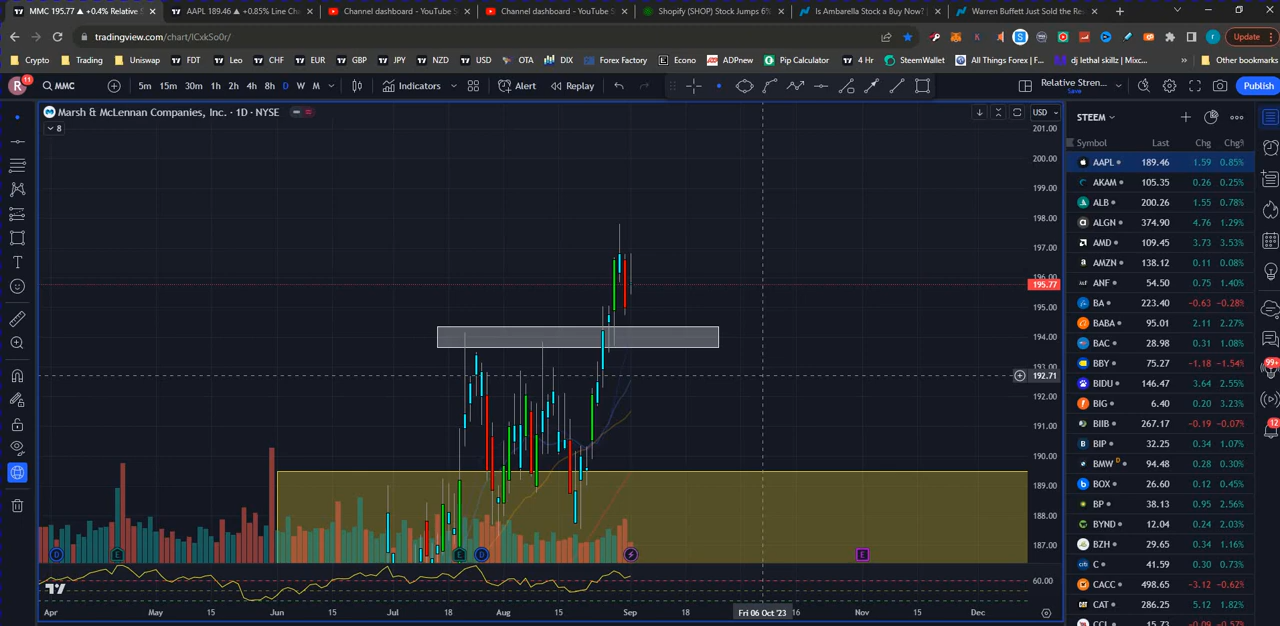 MMC 195.77 ▲ +0.4% Relative S
AAPL 189.46 ▲ +0.85% Line Cha
Channel dashboard - YouTube S
Channel dashboard - YouTube S
Shopify (SHOP) Stock Jumps 6%
Is Ambarella Stock a Buy Now? |
Warren Buffett Just Sold the Re
tradingview.com/chart/ICxkSo0r/
Update
Crypto Trading Uniswap FDT Leo CHF EUR GBP JPY NZD USD OTA DIX Forex Factory Econo ADPnew Pip Calculator 4 Hr SteemWallet All Things Forex | F... dj lethal skillz: Mixc... » Other bookmarks
R 11 MMC 5m 15m 30m 1h 2h 4h 8h D W M Indicators Alert Replay Relative Stren... Save Publish
Marsh & McLennan Companies, Inc. · 1D · NYSE
8
USD
201.00
200.00
199.00
198.00
197.00
196.00
195.77
195.00
194.00
193.00
192.71
192.00
191.00
190.00
189.00
188.00
187.00
60.00
D E E D E
Apr May 15 Jun 15 Jul 18 Aug 15 Sep 18 Fri 06 Oct '23 16 Nov 15 Dec
STEEM
Symbol Last Chg Chg%
AAPL 189.46 1.59 0.85%
AKAM 105.35 0.26 0.25%
ALB 200.26 1.55 0.78%
ALGN 374.90 4.76 1.29%
AMD 109.45 3.73 3.53%
AMZN 138.12 0.11 0.08%
ANF 54.50 0.75 1.40%
BA 223.40 −0.63 −0.28%
BABA 95.01 2.11 2.27%
BAC 28.98 0.31 1.08%
BBY 75.27 −1.18 −1.54%
BIDU 146.47 3.64 2.55%
BIG 6.40 0.20 3.23%
BIIB 267.17 −0.19 −0.07%
BIP 32.25 0.34 1.07%
BMW D 94.48 0.28 0.30%
BOX 26.60 0.12 0.45%
BP 38.13 0.95 2.56%
BYND 12.04 0.24 2.03%
BZH 29.65 0.34 1.16%
C 41.59 0.30 0.73%
CACC 498.65 −3.12 −0.62%
CAT 286.25 5.12 1.82%
CCL 15.73 −0.09 −0.57%
99+
12